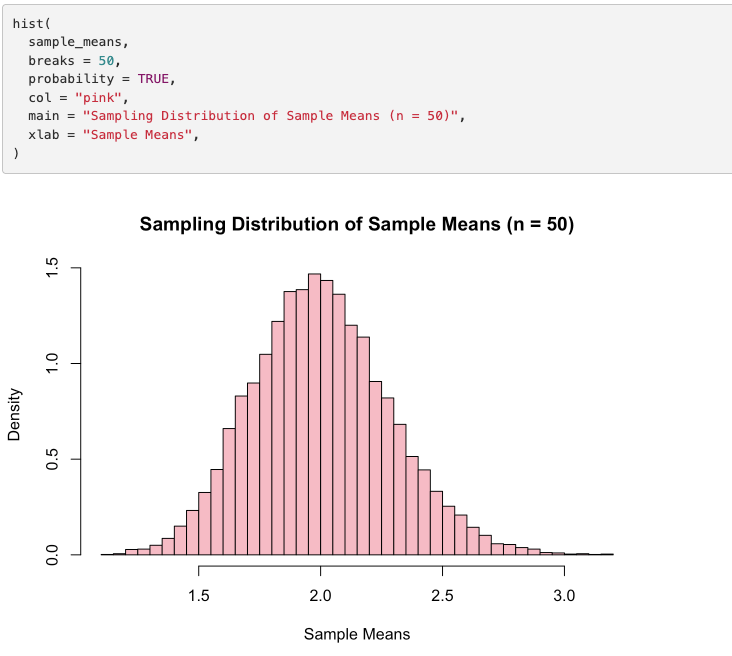 hist(
  sample_means,
  breaks = 50,
  probability = TRUE,
  col = "pink",
  main = "Sampling Distribution of Sample Means (n = 50)",
  xlab = "Sample Means",
)
Sampling Distribution of Sample Means (n = 50)
1.5
1.0
0.5
0.0
Density
1.5 2.0 2.5 3.0
Sample Means